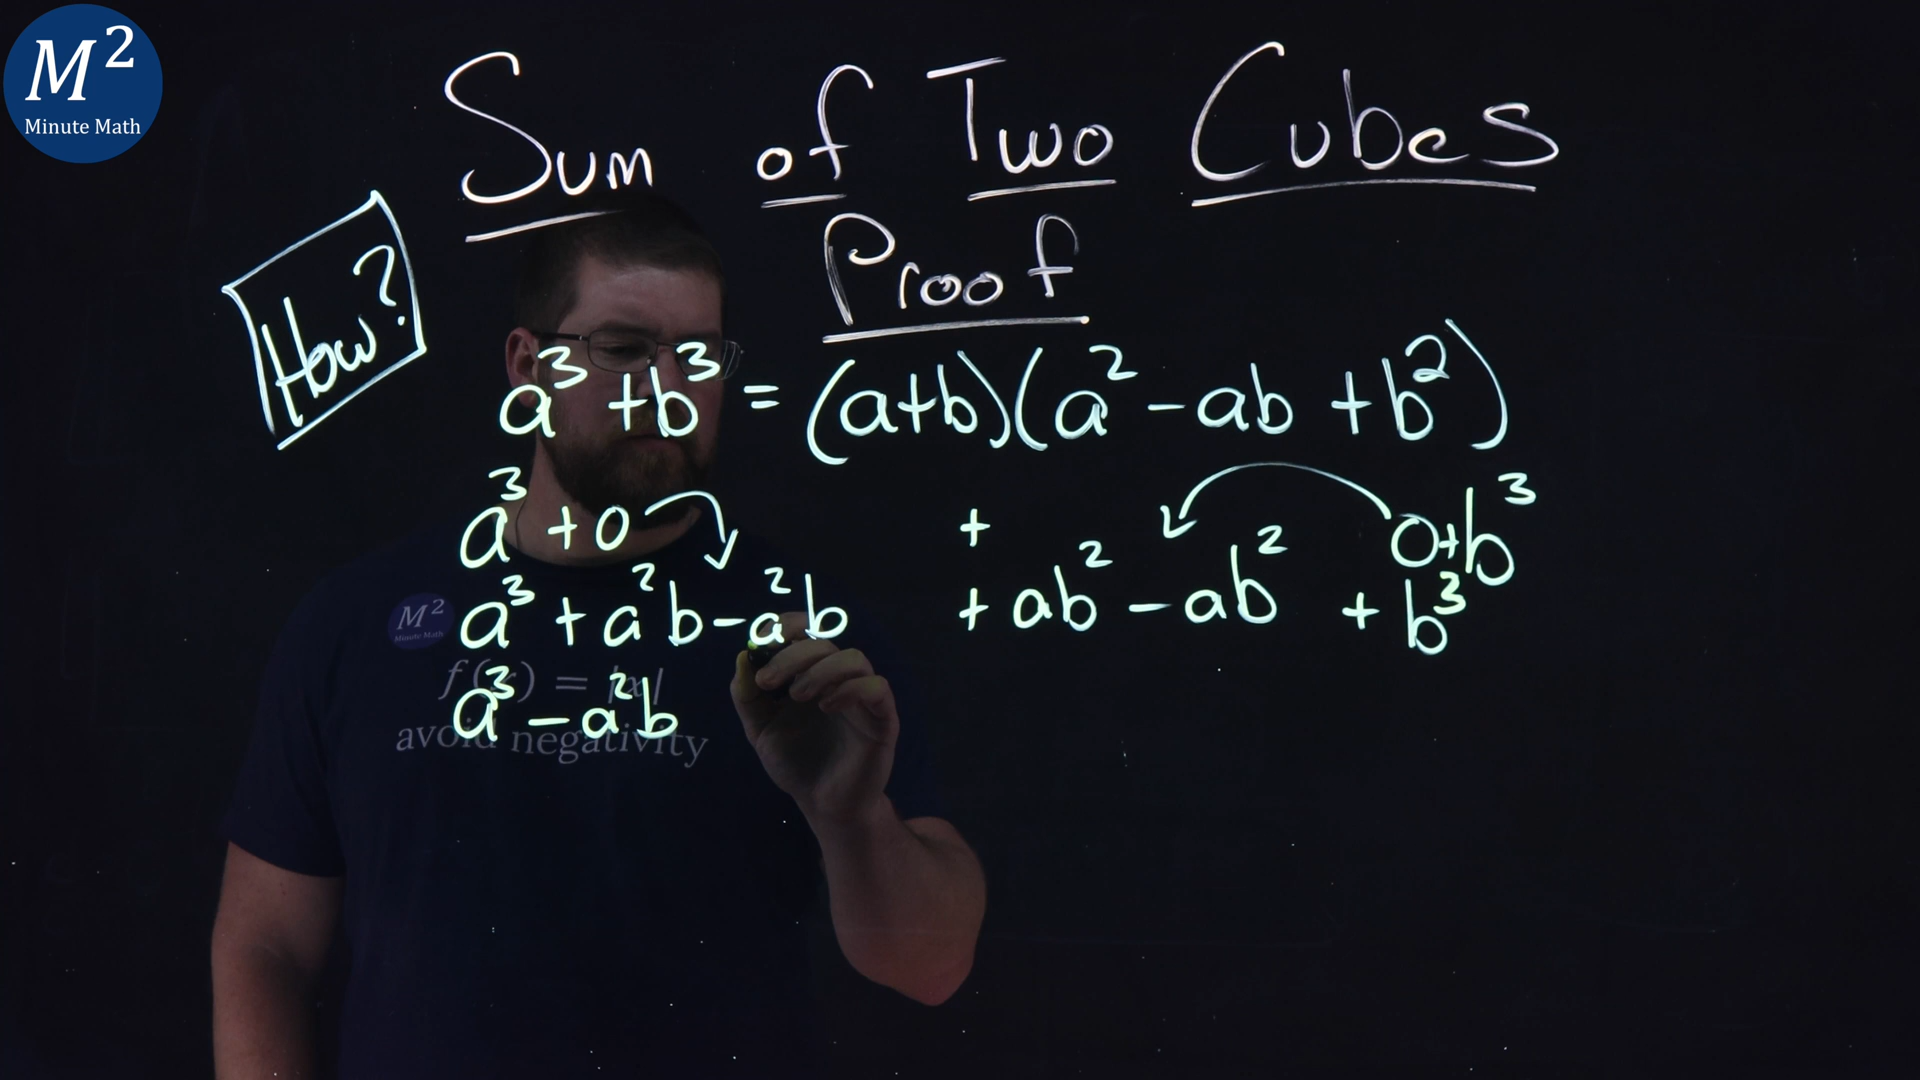 M²
Minute Math
Sum of Two Cubes
Proof
How?
a³ + b³ = (a+b)(a² - ab + b²)
a³ + 0 + 0 + b³
a³ + a²b - a²b + ab² - ab² + b³
M²
Minute Math
a³ - a²b
avoid negativity